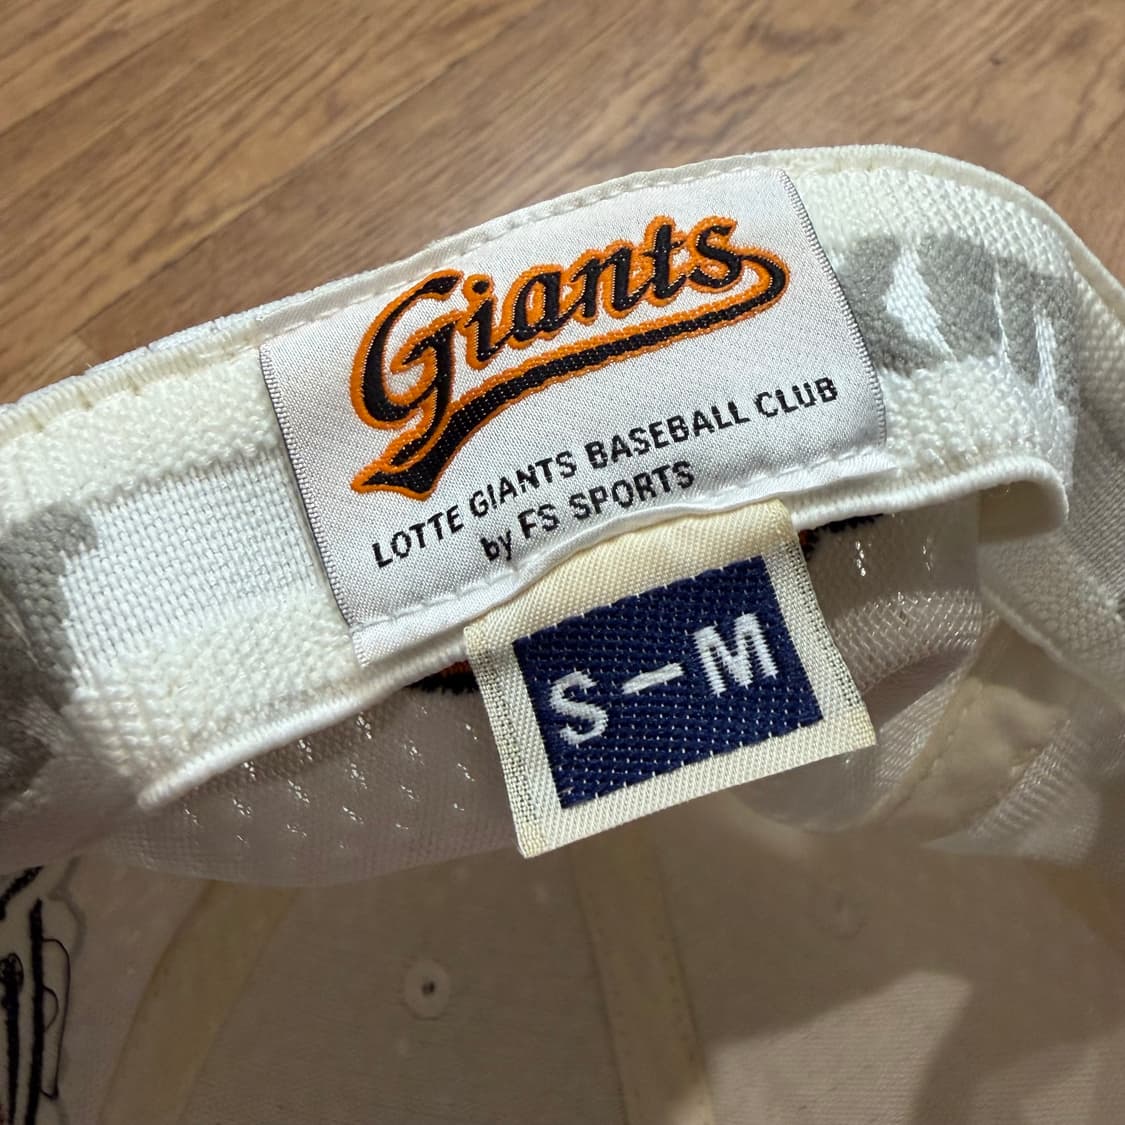 Giants
LOTTE GIANTS BASEBALL CLUB
by FS SPORTS
S-M